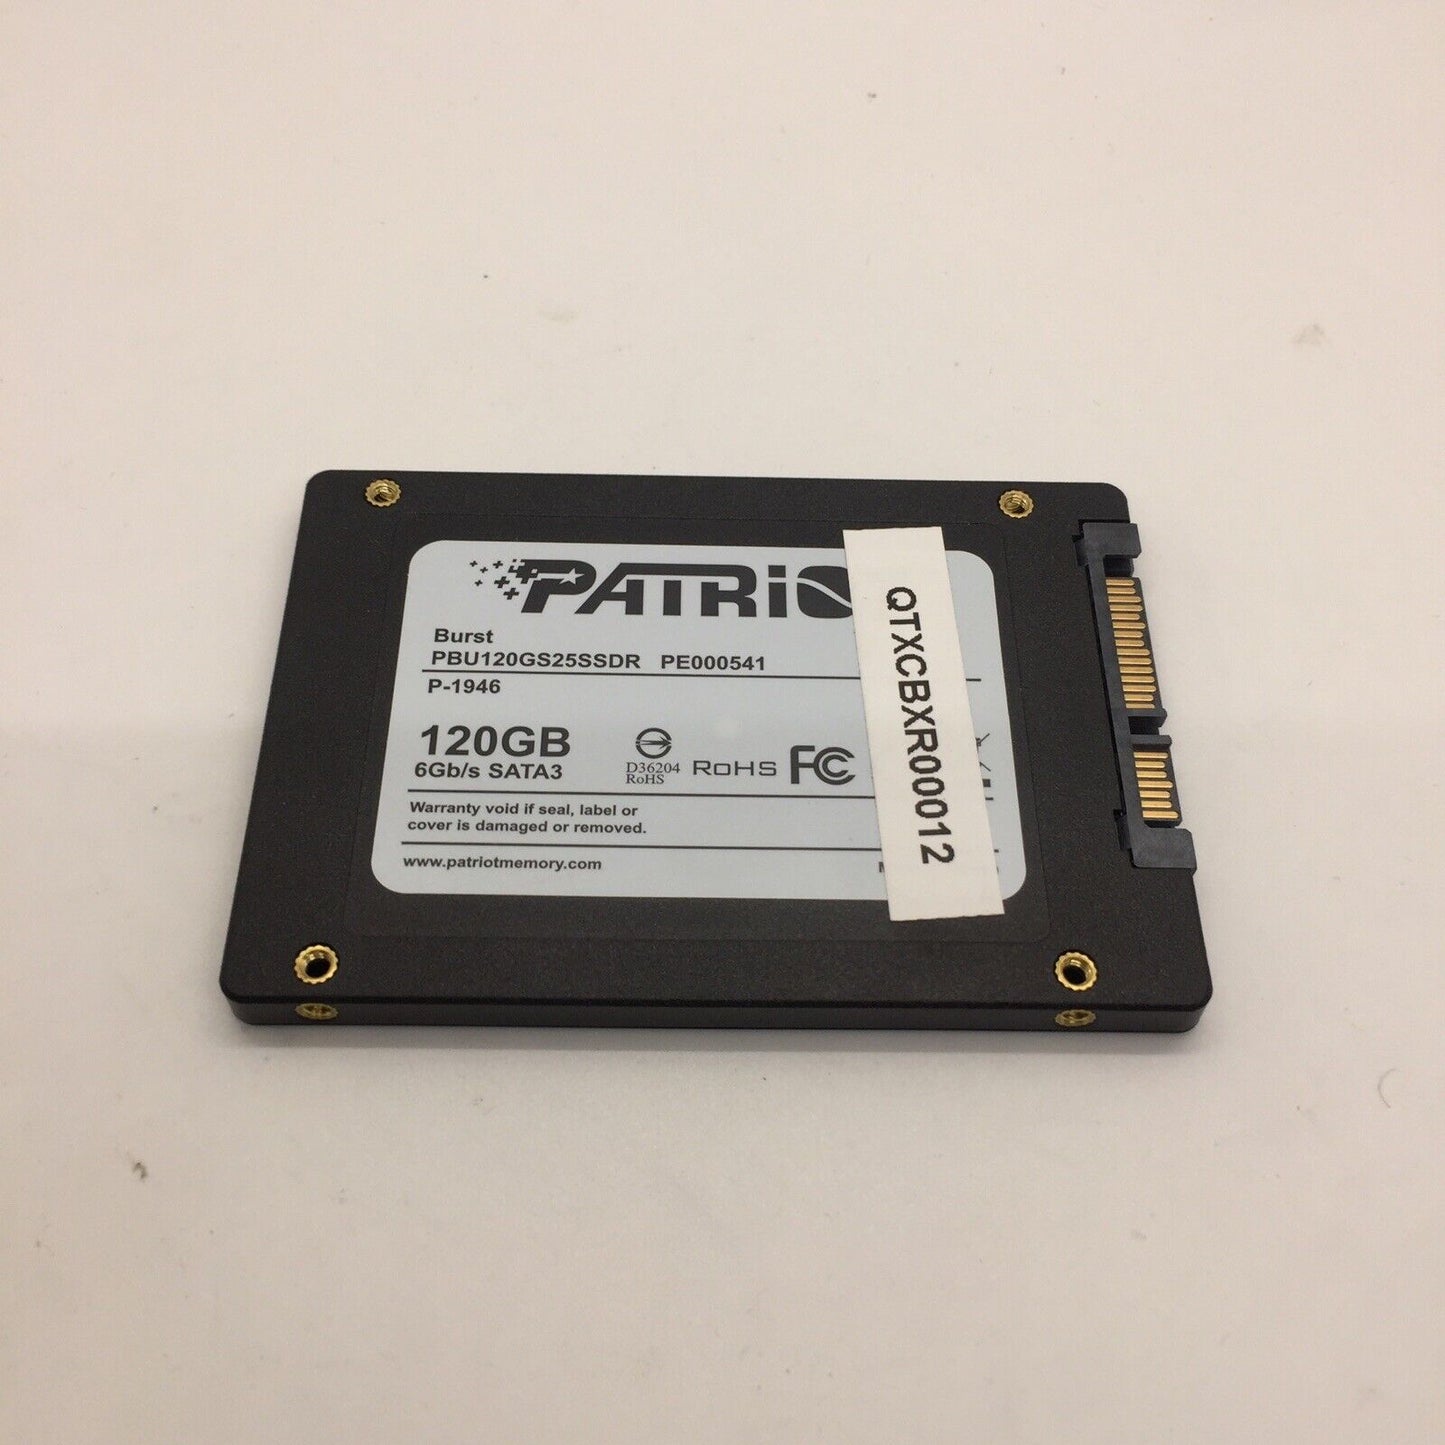 PATRIO
Burst
PBU120GS25SSDR PE000541
P-1946
120GB
6Gb/s SATA3
D36204
RoHS
RoHS
FC
Warranty void if seal, label or
cover is damaged or removed.
www.patriotmemory.com
QTXCBXR00012